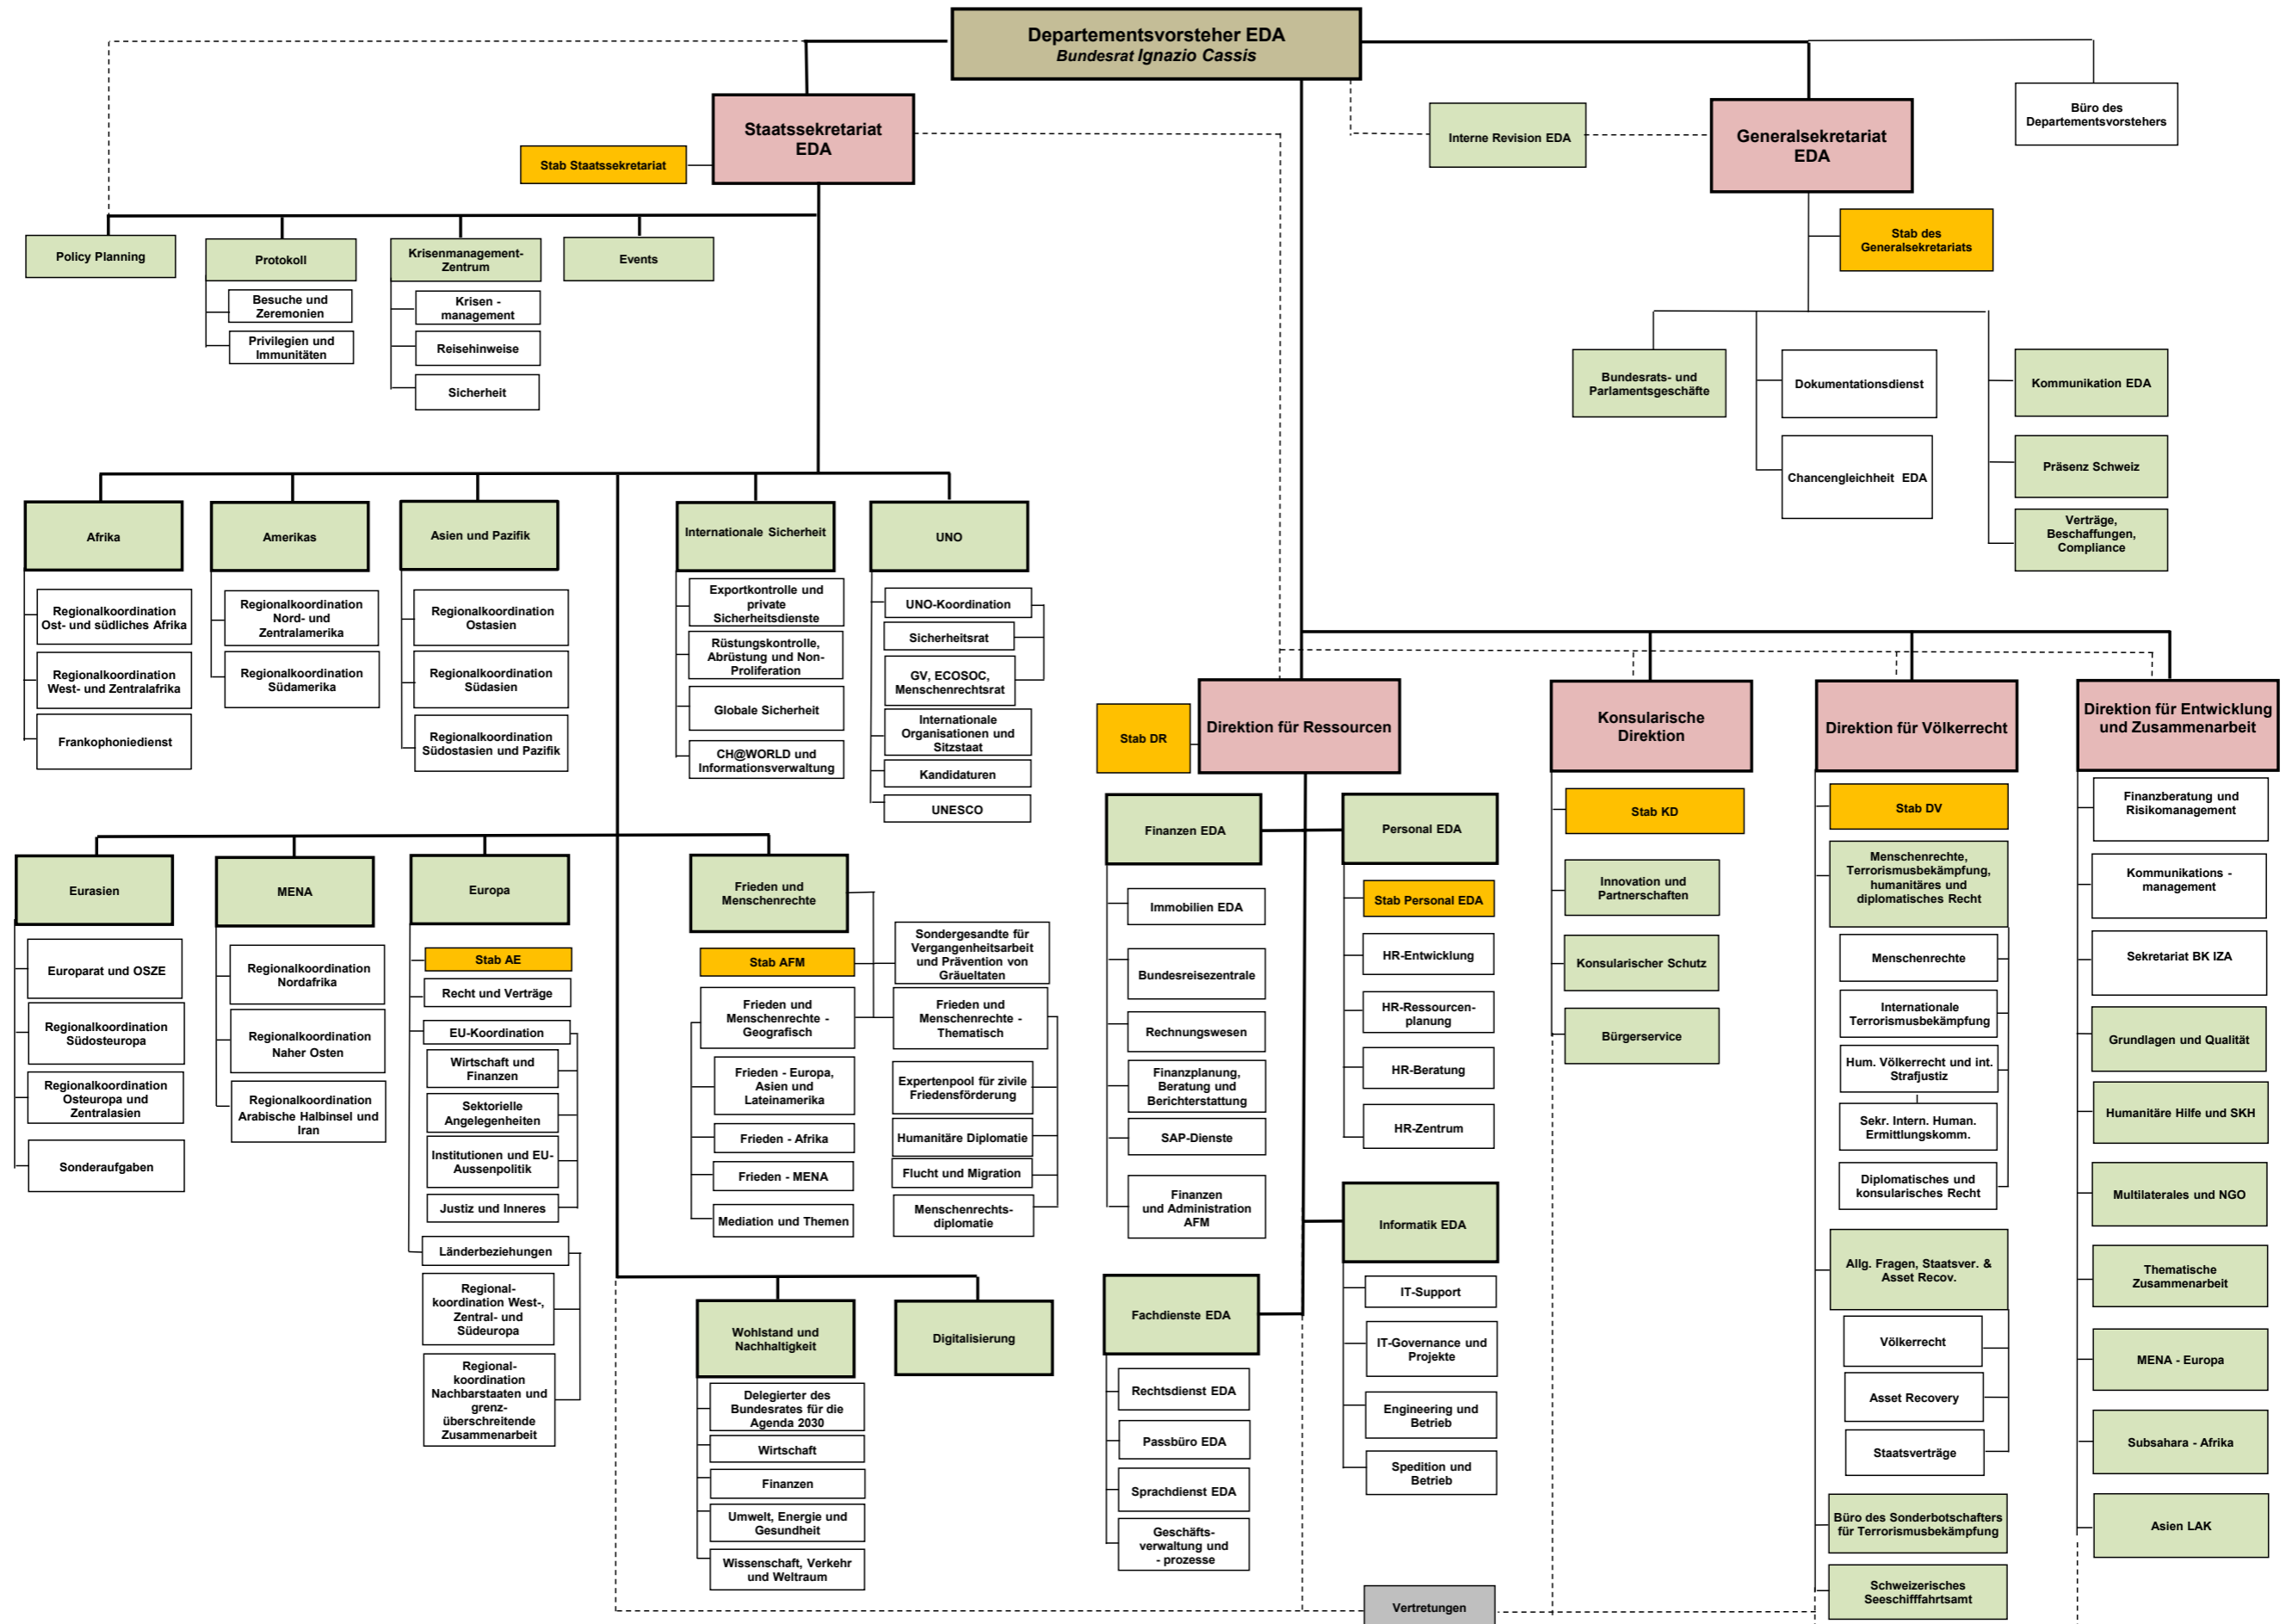 Departementsvorsteher EDA
Bundesrat Ignazio Cassis
Staatssekretariat
EDA
Stab Staatssekretariat
Interne Revision EDA
Generalsekretariat
EDA
Büro des
Departementsvorstehers
Stab des
Generalsekretariats
Policy Planning
Protokoll
Besuche und
Zeremonien
Privilegien und
Immunitäten
Krisenmanagement-
Zentrum
Krisen -
management
Reisehinweise
Sicherheit
Events
Bundesrats- und
Parlamentsgeschäfte
Dokumentationsdienst
Chancengleichheit EDA
Kommunikation EDA
Präsenz Schweiz
Verträge,
Beschaffungen,
Compliance
Afrika
Regionalkoordination
Ost- und südliches Afrika
Regionalkoordination
West- und Zentralafrika
Frankophoniedienst
Amerikas
Regionalkoordination
Nord- und
Zentralamerika
Regionalkoordination
Südamerika
Asien und Pazifik
Regionalkoordination
Ostasien
Regionalkoordination
Südasien
Regionalkoordination
Südostasien und Pazifik
Internationale Sicherheit
Exportkontrolle und
private
Sicherheitsdienste
Rüstungskontrolle,
Abrüstung und Non-
Proliferation
Globale Sicherheit
CH@WORLD und
Informationsverwaltung
UNO
UNO-Koordination
Sicherheitsrat
GV, ECOSOC,
Menschenrechtsrat
Internationale
Organisationen und
Sitzstaat
Kandidaturen
UNESCO
Eurasien
Europarat und OSZE
Regionalkoordination
Südosteuropa
Regionalkoordination
Osteuropa und
Zentralasien
Sonderaufgaben
MENA
Regionalkoordination
Nordafrika
Regionalkoordination
Naher Osten
Regionalkoordination
Arabische Halbinsel und
Iran
Europa
Stab AE
Recht und Verträge
EU-Koordination
Wirtschaft und
Finanzen
Sektorielle
Angelegenheiten
Institutionen und EU-
Aussenpolitik
Justiz und Inneres
Länderbeziehungen
Regional-
koordination West-,
Zentral- und
Südeuropa
Regional-
koordination
Nachbarstaaten und
grenz-
überschreitende
Zusammenarbeit
Frieden und
Menschenrechte
Stab AFM
Sondergesandte für
Vergangenheitsarbeit
und Prävention von
Gräueltaten
Frieden und
Menschenrechte -
Geografisch
Frieden - Europa,
Asien und
Lateinamerika
Frieden - Afrika
Frieden - MENA
Mediation und Themen
Frieden und
Menschenrechte -
Thematisch
Expertenpool für zivile
Friedensförderung
Humanitäre Diplomatie
Flucht und Migration
Menschenrechts-
diplomatie
Wohlstand und
Nachhaltigkeit
Delegierter des
Bundesrates für die
Agenda 2030
Wirtschaft
Finanzen
Umwelt, Energie und
Gesundheit
Wissenschaft, Verkehr
und Weltraum
Digitalisierung
Stab DR
Direktion für Ressourcen
Finanzen EDA
Immobilien EDA
Bundesreisezentrale
Rechnungswesen
Finanzplanung,
Beratung und
Berichterstattung
SAP-Dienste
Finanzen
und Administration
AFM
Personal EDA
Stab Personal EDA
HR-Entwicklung
HR-Ressourcen-
planung
HR-Beratung
HR-Zentrum
Informatik EDA
IT-Support
IT-Governance und
Projekte
Engineering und
Betrieb
Spedition und
Betrieb
Fachdienste EDA
Rechtsdienst EDA
Passbüro EDA
Sprachdienst EDA
Geschäfts-
verwaltung und
- prozesse
Konsularische
Direktion
Stab KD
Innovation und
Partnerschaften
Konsularischer Schutz
Bürgerservice
Direktion für Völkerrecht
Stab DV
Menschenrechte,
Terrorismusbekämpfung,
humanitäres und
diplomatisches Recht
Menschenrechte
Internationale
Terrorismusbekämpfung
Hum. Völkerrecht und int.
Strafjustiz
Sekr. Intern. Human.
Ermittlungskomm.
Diplomatisches und
konsularisches Recht
Allg. Fragen, Staatsver. &
Asset Recov.
Völkerrecht
Asset Recovery
Staatsverträge
Büro des Sonderbotschafters
für Terrorismusbekämpfung
Schweizerisches
Seeschifffahrtsamt
Direktion für Entwicklung
und Zusammenarbeit
Finanzberatung und
Risikomanagement
Kommunikations -
management
Sekretariat BK IZA
Grundlagen und Qualität
Humanitäre Hilfe und SKH
Multilaterales und NGO
Thematische
Zusammenarbeit
MENA - Europa
Subsahara - Afrika
Asien LAK
Vertretungen